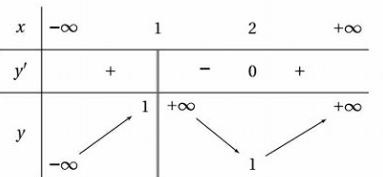 x −∞ 1 2 +∞
y′ + − 0 +
1 +∞ +∞
y
−∞ 1